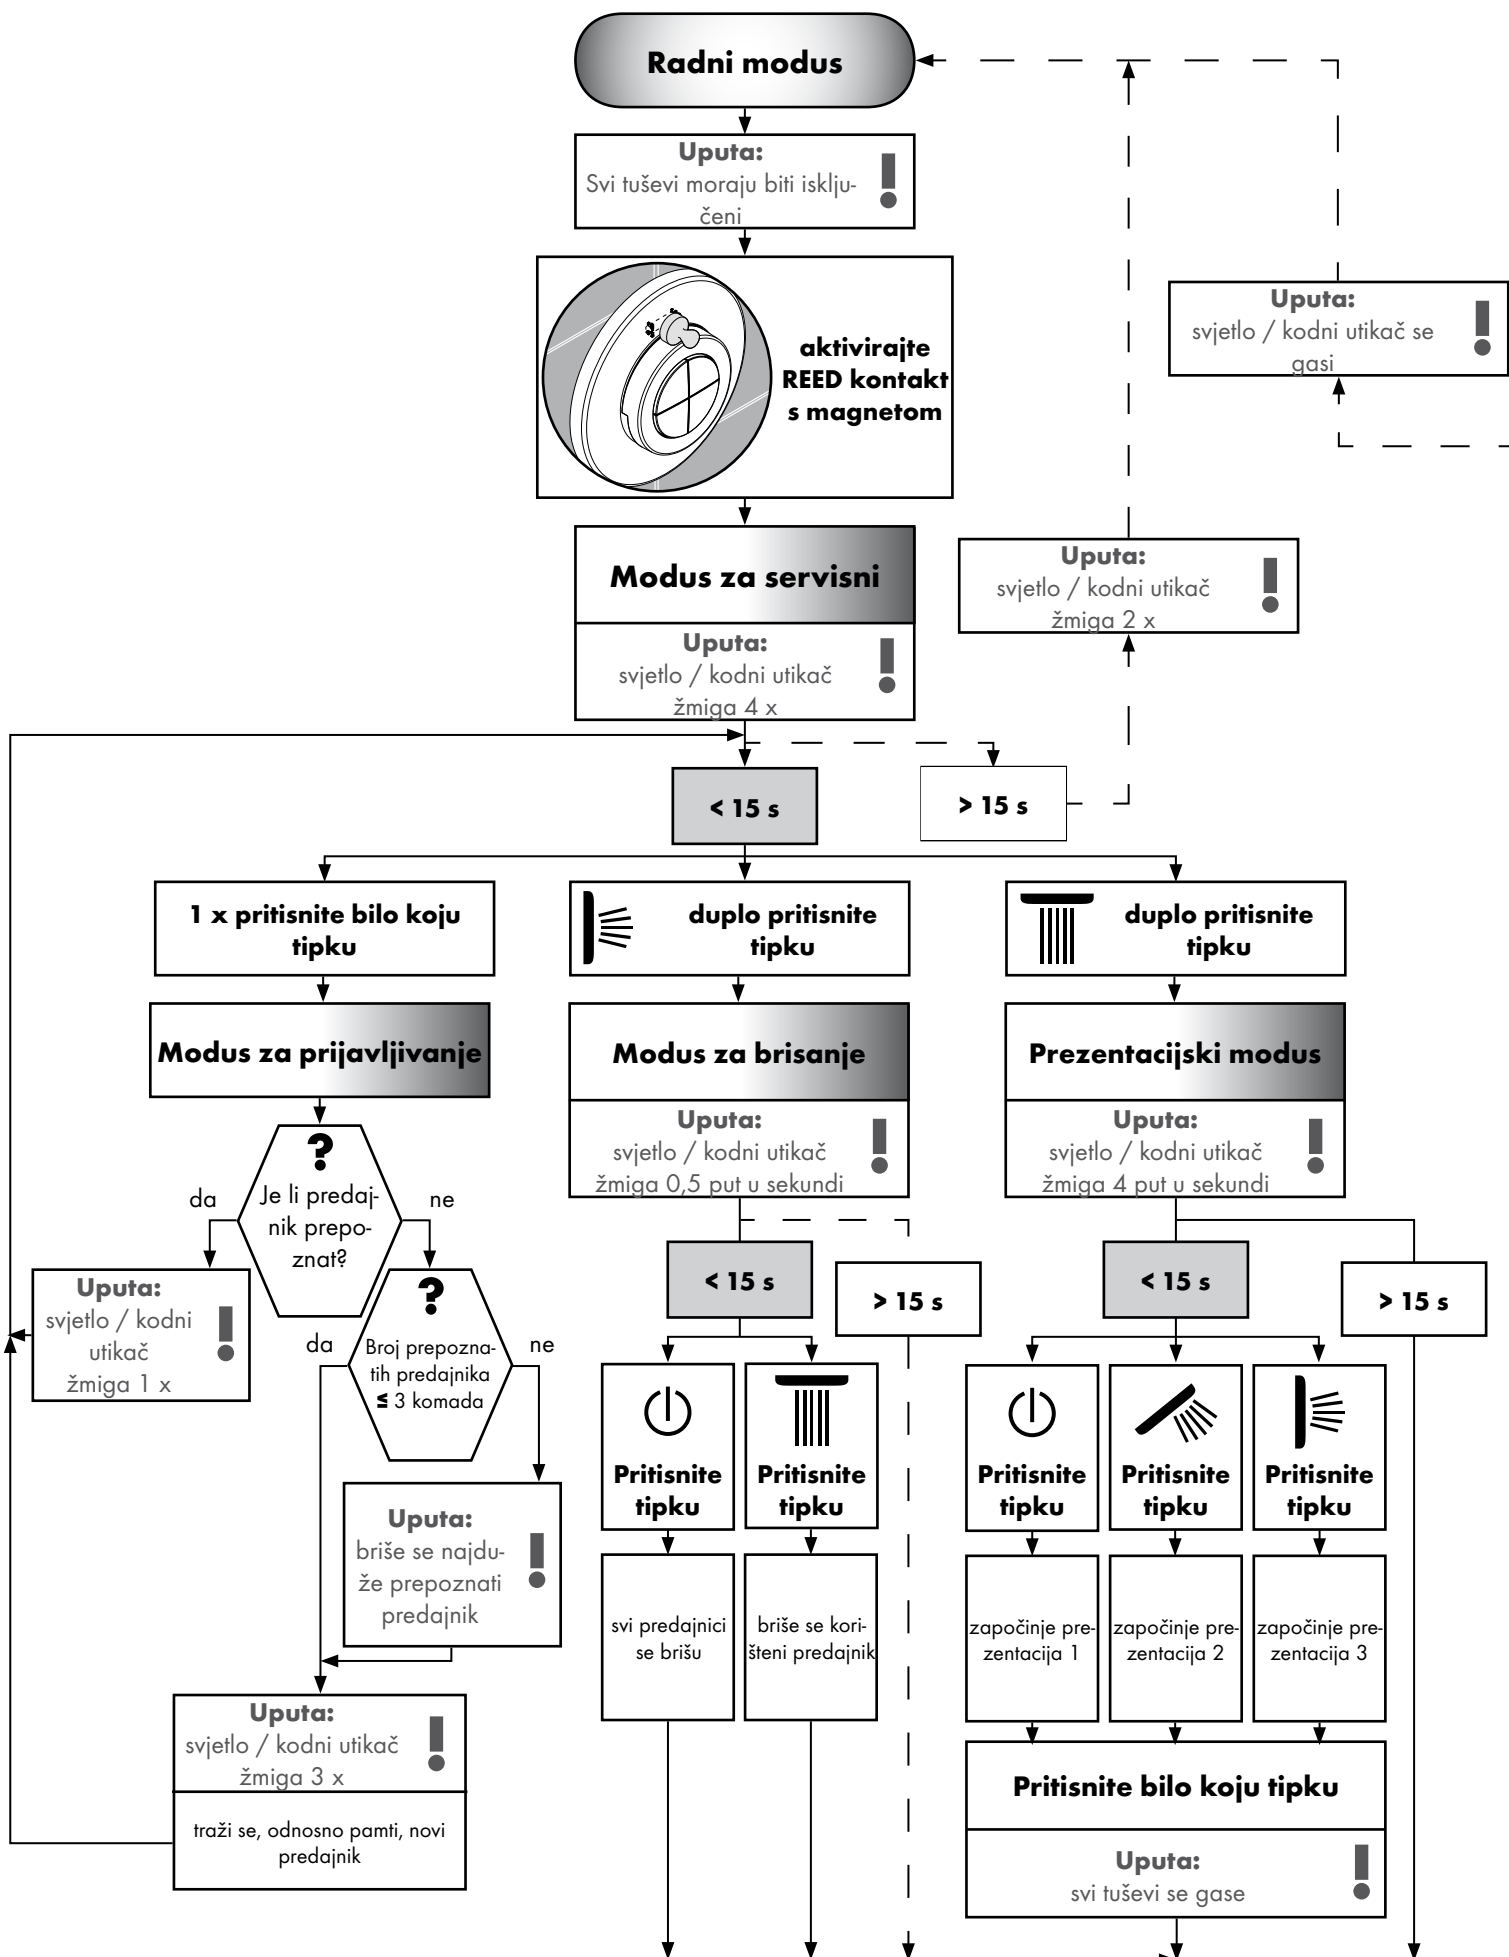 Radni modus
Uputa:
Svi tuševi moraju biti isklju-
čeni
aktivirajte
REED kontakt
s magnetom
Uputa:
svjetlo / kodni utikač se
gasi
Modus za servisni
Uputa:
svjetlo / kodni utikač
žmiga 4 x
Uputa:
svjetlo / kodni utikač
žmiga 2 x
< 15 s
> 15 s
1 x pritisnite bilo koju
tipku
duplo pritisnite
tipku
duplo pritisnite
tipku
Modus za prijavljivanje
Modus za brisanje
Uputa:
svjetlo / kodni utikač
žmiga 0,5 put u sekundi
Prezentacijski modus
Uputa:
svjetlo / kodni utikač
žmiga 4 put u sekundi
?
Je li predaj-
nik prepo-
znat?
da
ne
Uputa:
svjetlo / kodni
utikač
žmiga 1 x
?
Broj prepozna-
tih predajnika
≤ 3 komada
da
ne
Uputa:
briše se najdu-
že prepoznati
predajnik
Uputa:
svjetlo / kodni utikač
žmiga 3 x
traži se, odnosno pamti, novi
predajnik
< 15 s
> 15 s
Pritisnite
tipku
Pritisnite
tipku
svi predajnici
se brišu
briše se kori-
šteni predajnik
< 15 s
> 15 s
Pritisnite
tipku
Pritisnite
tipku
Pritisnite
tipku
započinje pre-
zentacija 1
započinje pre-
zentacija 2
započinje pre-
zentacija 3
Pritisnite bilo koju tipku
Uputa:
svi tuševi se gase